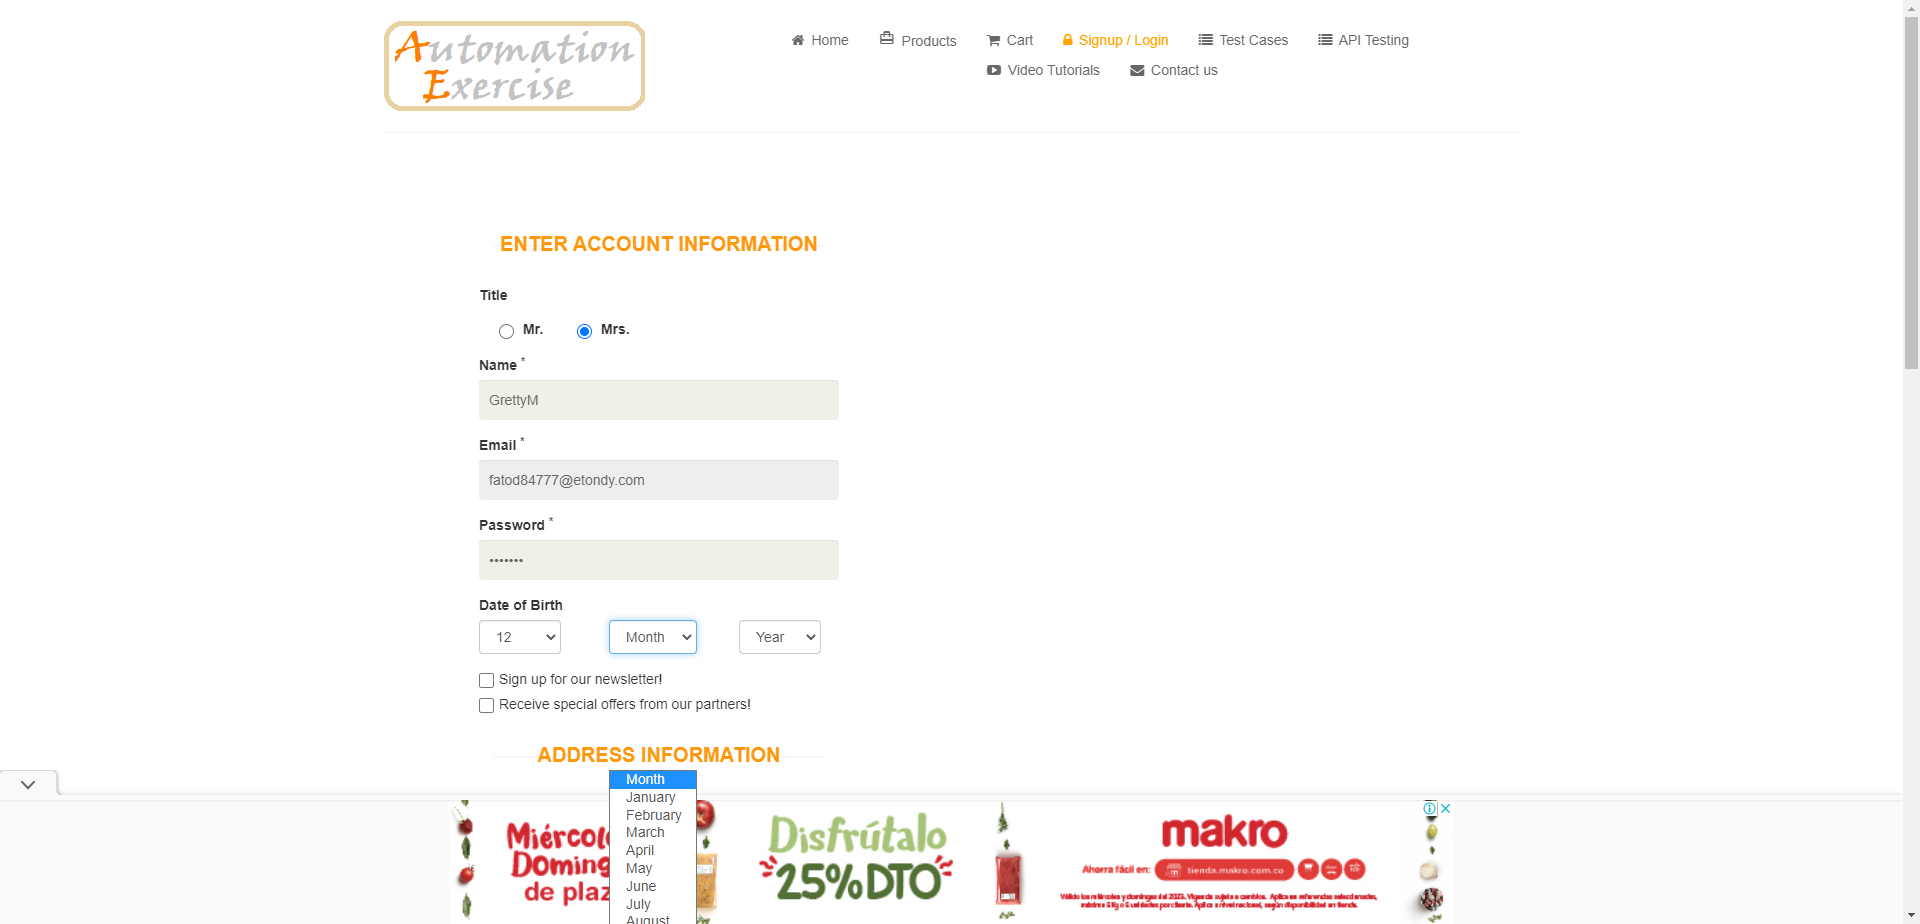 Automation
Exercise
Home
Products
Cart
Signup / Login
Test Cases
API Testing
Video Tutorials
Contact us
ENTER ACCOUNT INFORMATION
Title
Mr.
Mrs.
Name *
GrettyM
Email *
fatod84777@etondy.com
Password *
•••••••
Date of Birth
12
Month
Year
Sign up for our newsletter!
Receive special offers from our partners!
ADDRESS INFORMATION
Month
January
February
March
April
May
June
July
August
Miércol
Doming
de plaz
Disfrútalo
25% DTO
makro
Ahorra fácil en:
tienda.makro.com.co